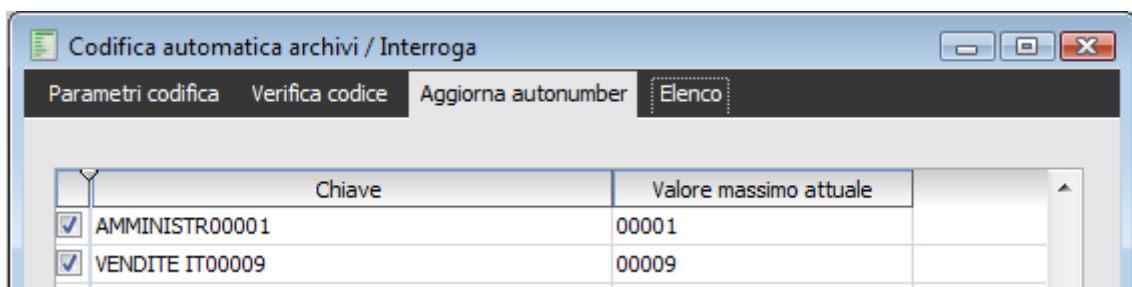 Codifica automatica archivi / Interroga
Parametri codifica Verifica codice Aggiorna autonumber Elenco
Chiave Valore massimo attuale
AMMINISTR00001 00001
VENDITE IT00009 00009